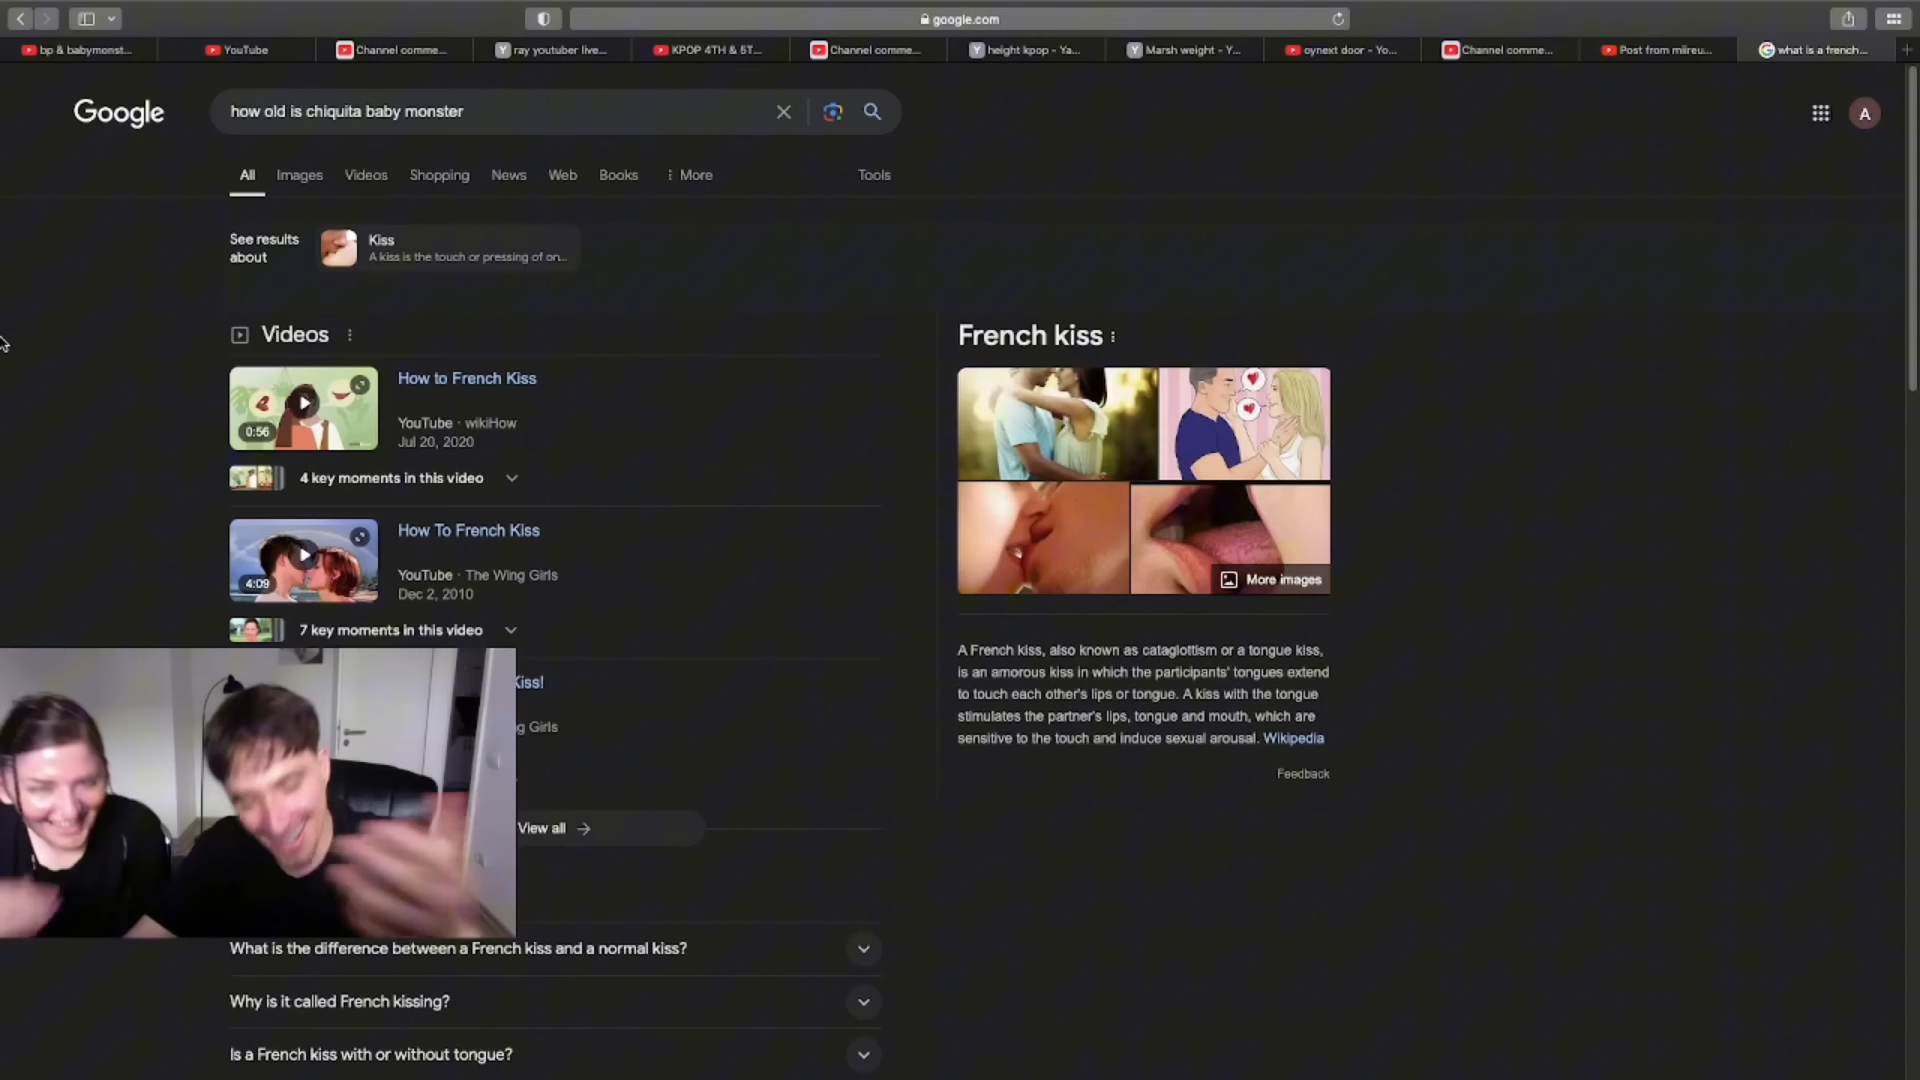 google.com
bp & babymonst...
YouTube
Channel comme...
ray youtuber live...
KPOP 4TH & 5T...
Channel comme...
height kpop - Ya...
Marsh weight - Y...
oynext door - Yo...
Channel comme...
Post from miireu...
what is a french...
Google
how old is chiquita baby monster
A
All
Images
Videos
Shopping
News
Web
Books
More
Tools
See results
about
Kiss
A kiss is the touch or pressing of on...
Videos
How to French Kiss
YouTube · wikiHow
Jul 20, 2020
0:56
4 key moments in this video
How To French Kiss
YouTube · The Wing Girls
Dec 2, 2010
4:09
7 key moments in this video
Kiss!
g Girls
View all
What is the difference between a French kiss and a normal kiss?
Why is it called French kissing?
Is a French kiss with or without tongue?
French kiss
More images
A French kiss, also known as cataglottism or a tongue kiss,
is an amorous kiss in which the participants' tongues extend
to touch each other's lips or tongue. A kiss with the tongue
stimulates the partner's lips, tongue and mouth, which are
sensitive to the touch and induce sexual arousal. Wikipedia
Feedback